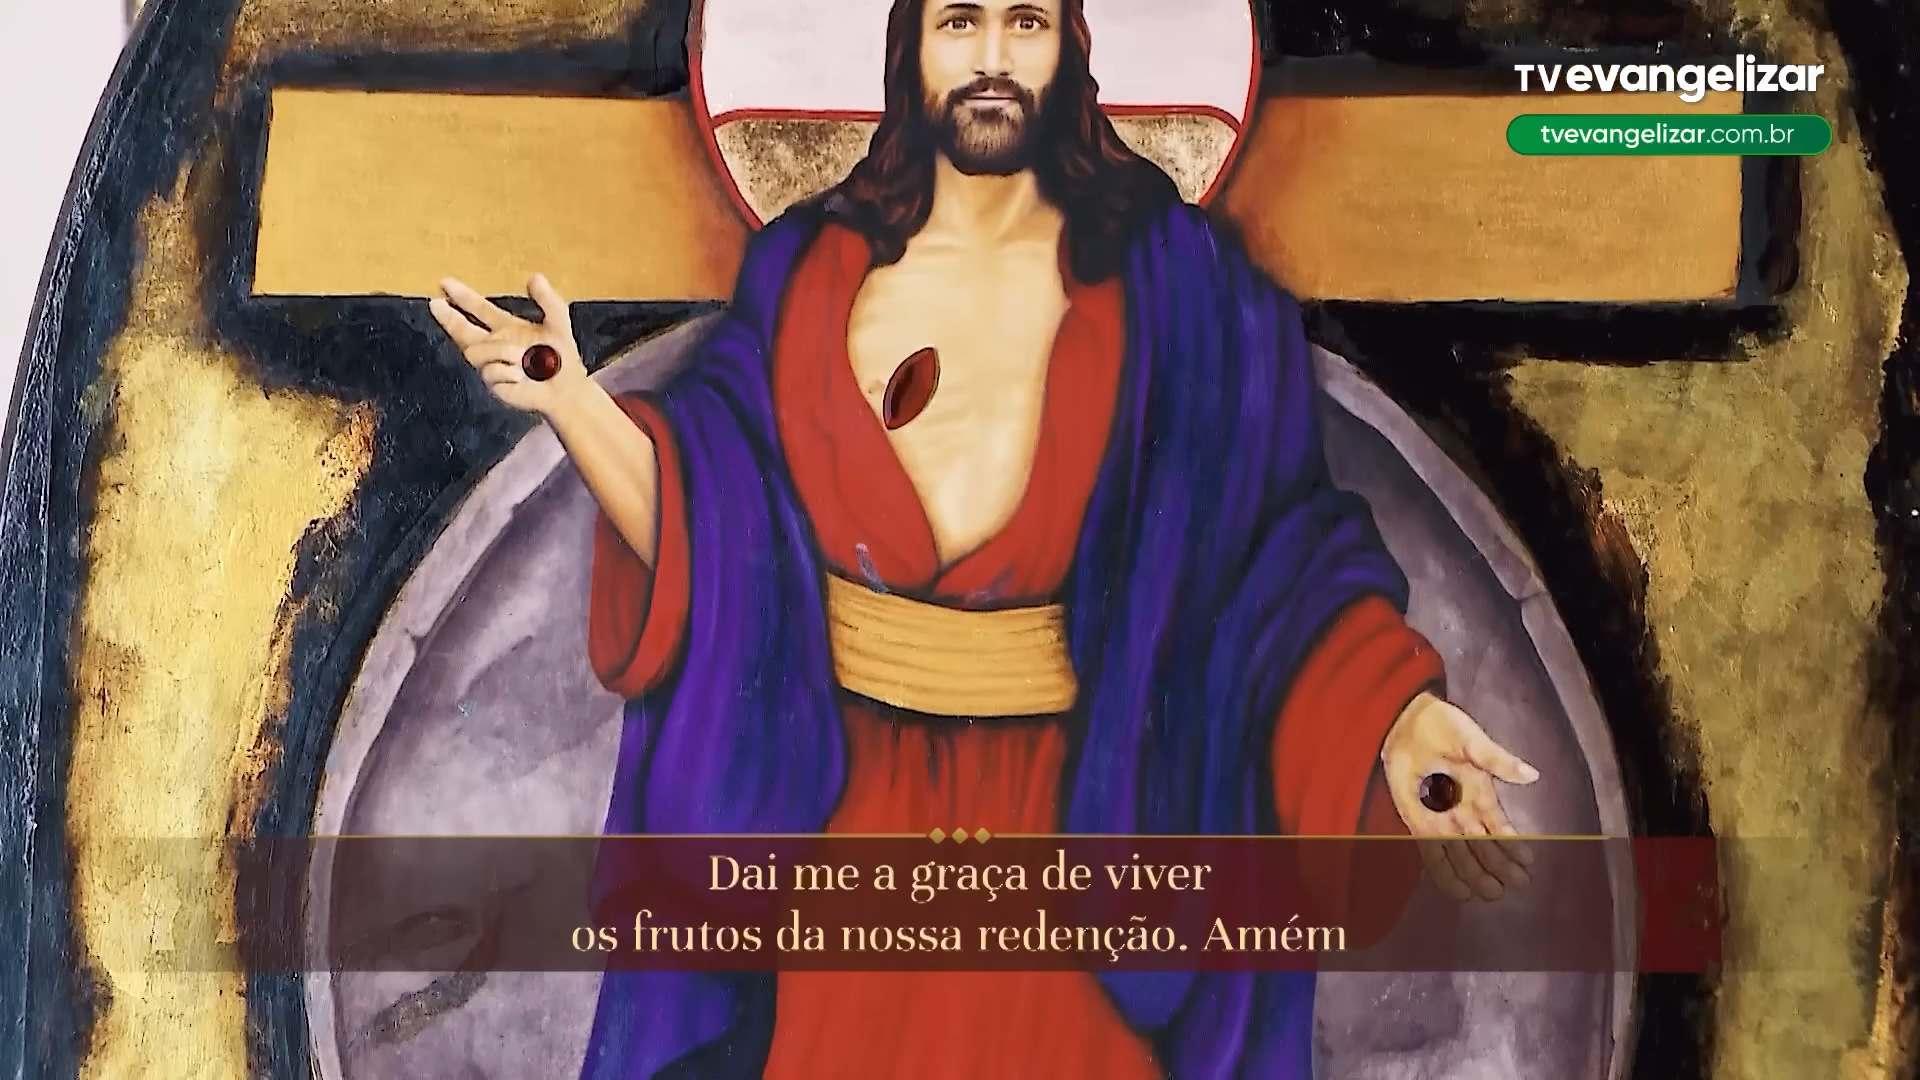 TVevangelizar
tvevangelizar.com.br
Dai me a graça de viver
os frutos da nossa redenção. Amém